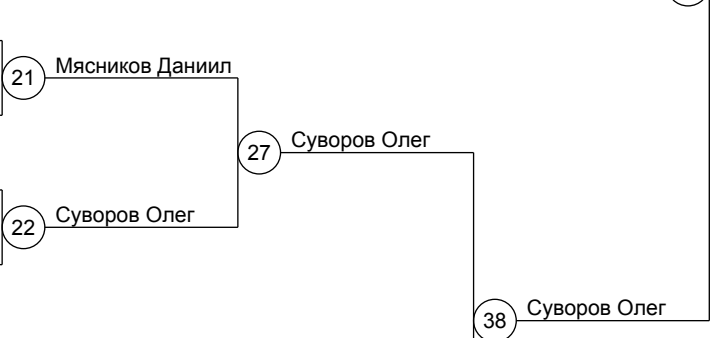 Мясников Даниил
21
Суворов Олег
27
Суворов Олег
22
Суворов Олег
38